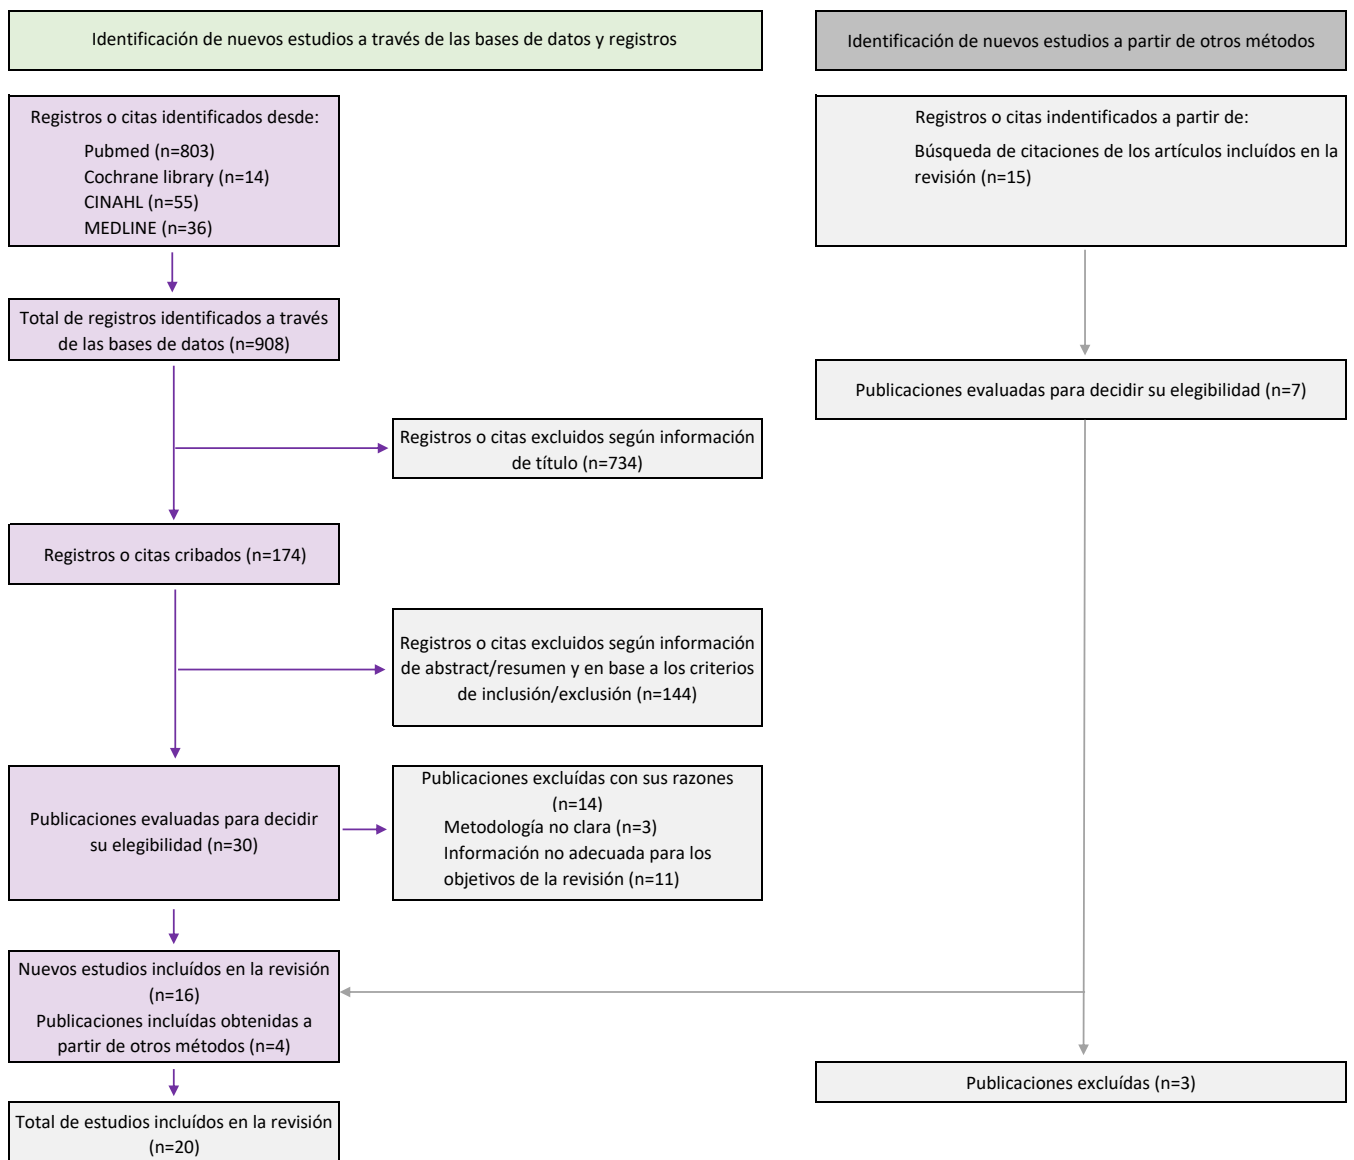 Identificación de nuevos estudios a través de las bases de datos y registros
Identificación de nuevos estudios a partir de otros métodos
Registros o citas identificados desde:
Pubmed (n=803)
Cochrane library (n=14)
CINAHL (n=55)
MEDLINE (n=36)
Registros o citas indentificados a partir de:
Búsqueda de citaciones de los artículos incluídos en la
revisión (n=15)
Total de registros identificados a través
de las bases de datos (n=908)
Publicaciones evaluadas para decidir su elegibilidad (n=7)
Registros o citas excluidos según información
de título (n=734)
Registros o citas cribados (n=174)
Registros o citas excluidos según información
de abstract/resumen y en base a los criterios
de inclusión/exclusión (n=144)
Publicaciones evaluadas para decidir
su elegibilidad (n=30)
Publicaciones excluídas con sus razones
(n=14)
Metodología no clara (n=3)
Información no adecuada para los
objetivos de la revisión (n=11)
Nuevos estudios incluídos en la revisión
(n=16)
Publicaciones incluídas obtenidas a
partir de otros métodos (n=4)
Publicaciones excluídas (n=3)
Total de estudios incluídos en la revisión
(n=20)